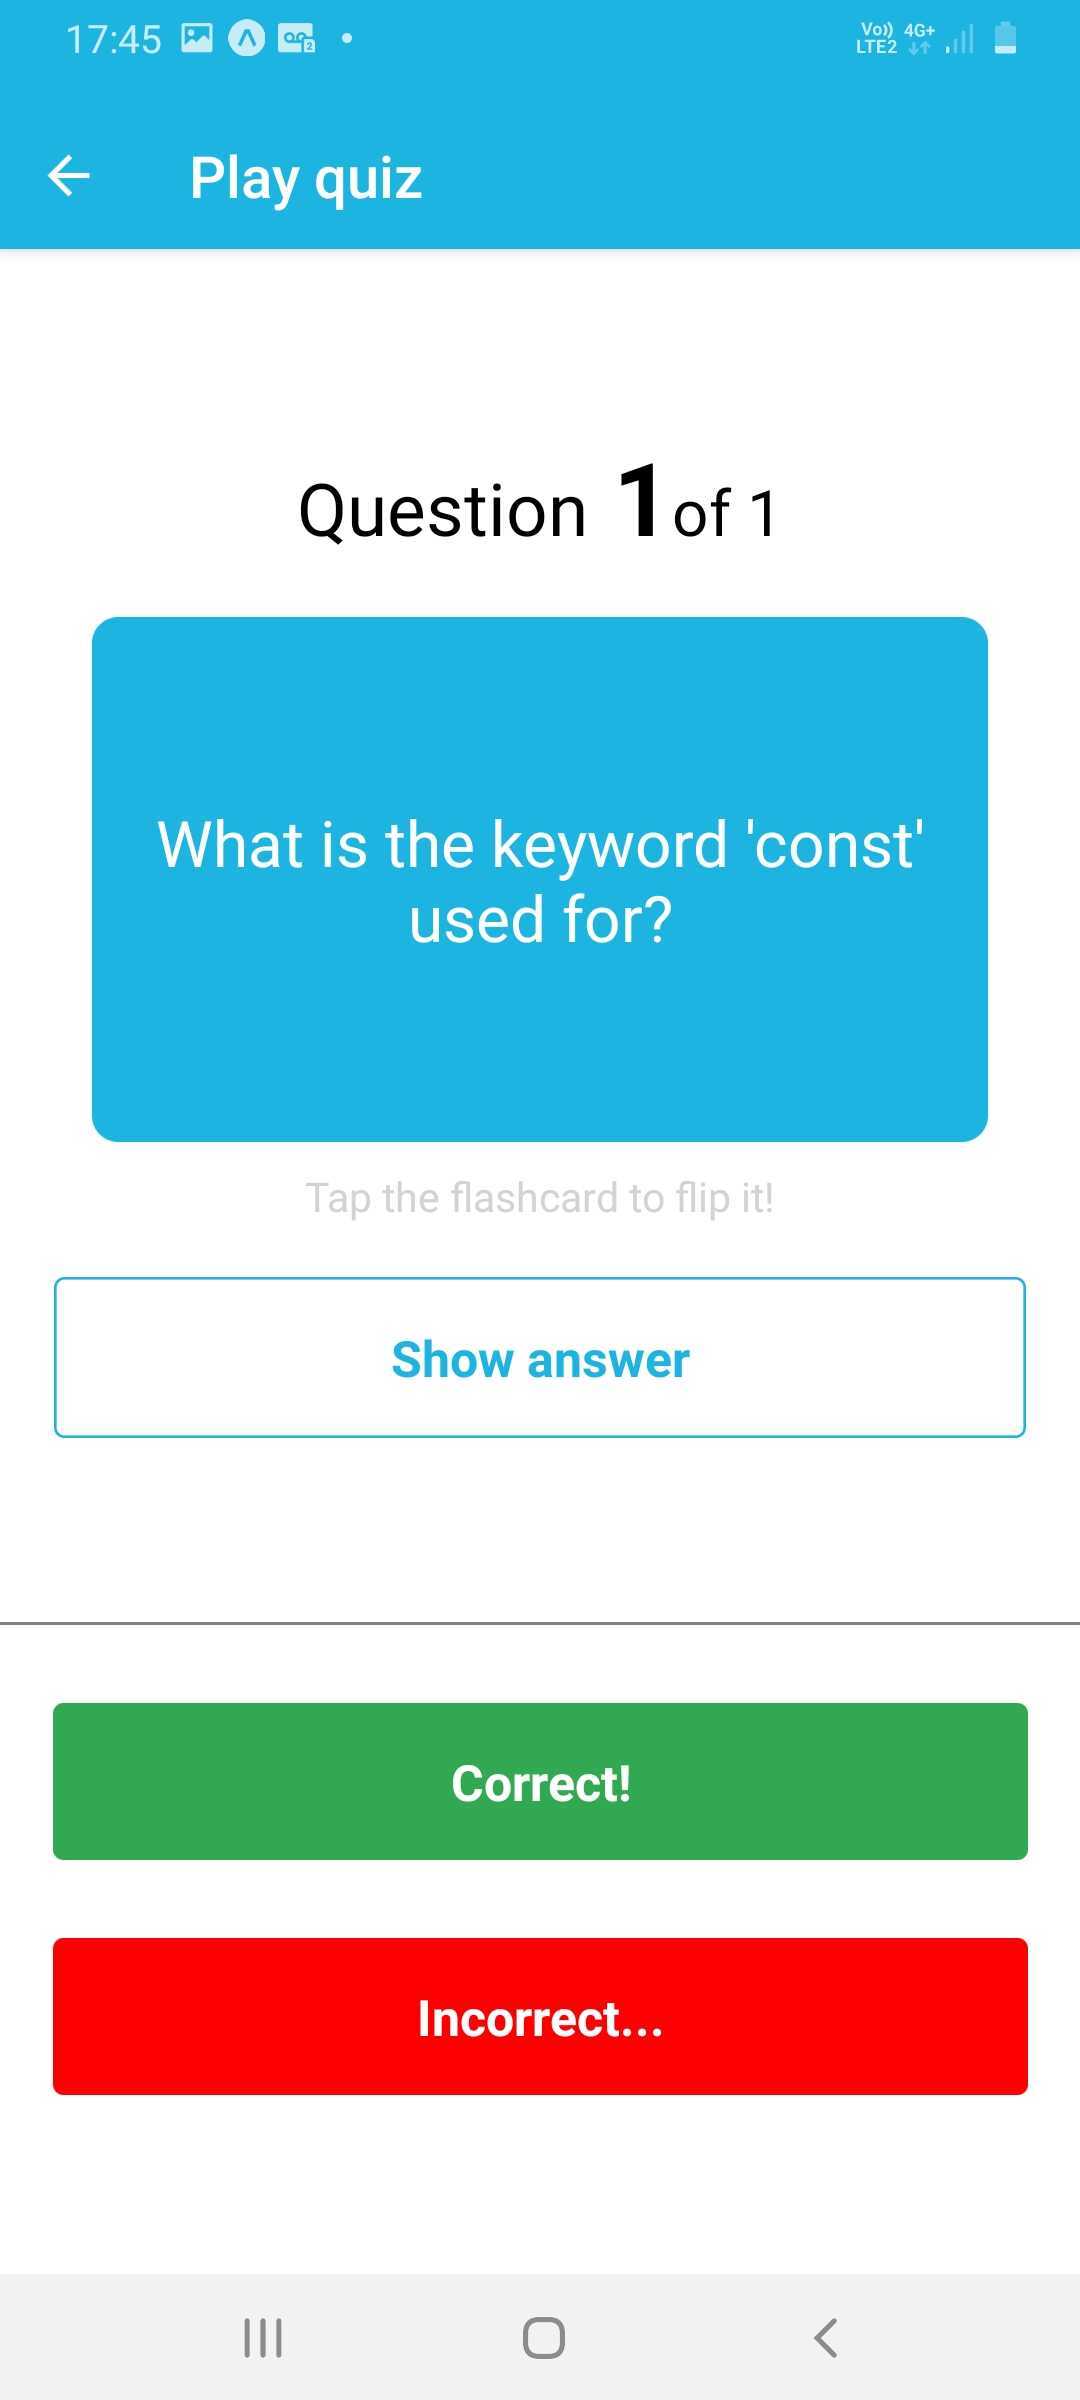 17:45
Vo)) 4G+
LTE2
Play quiz
Question 1 of 1
What is the keyword 'const'
used for?
Tap the flashcard to flip it!
Show answer
Correct!
Incorrect...